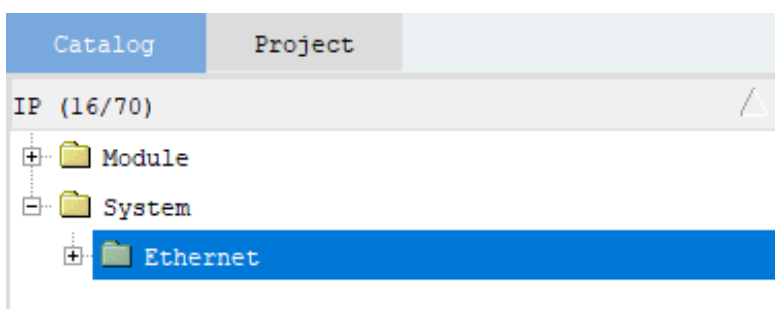 Catalog Project
IP (16/70)
Module
System
Ethernet